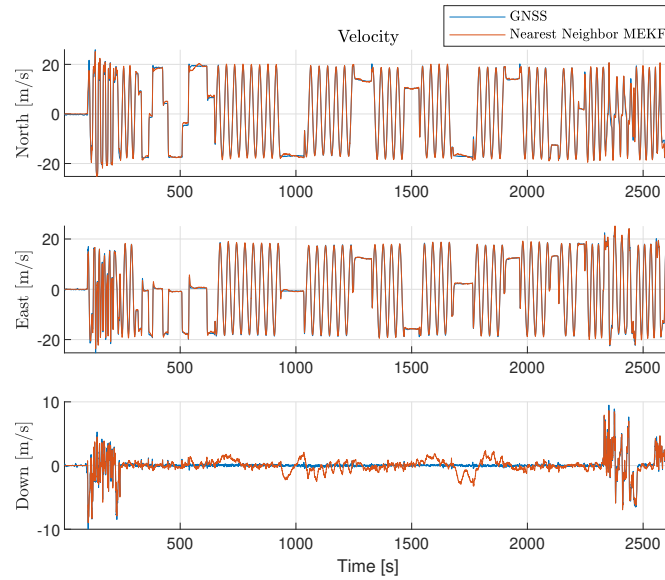 GNSS
Nearest Neighbor MEKF
Velocity
North [m/s]
20
0
-20
500 1000 1500 2000 2500
East [m/s]
20
0
-20
500 1000 1500 2000 2500
Down [m/s]
10
0
-10
500 1000 1500 2000 2500
Time [s]